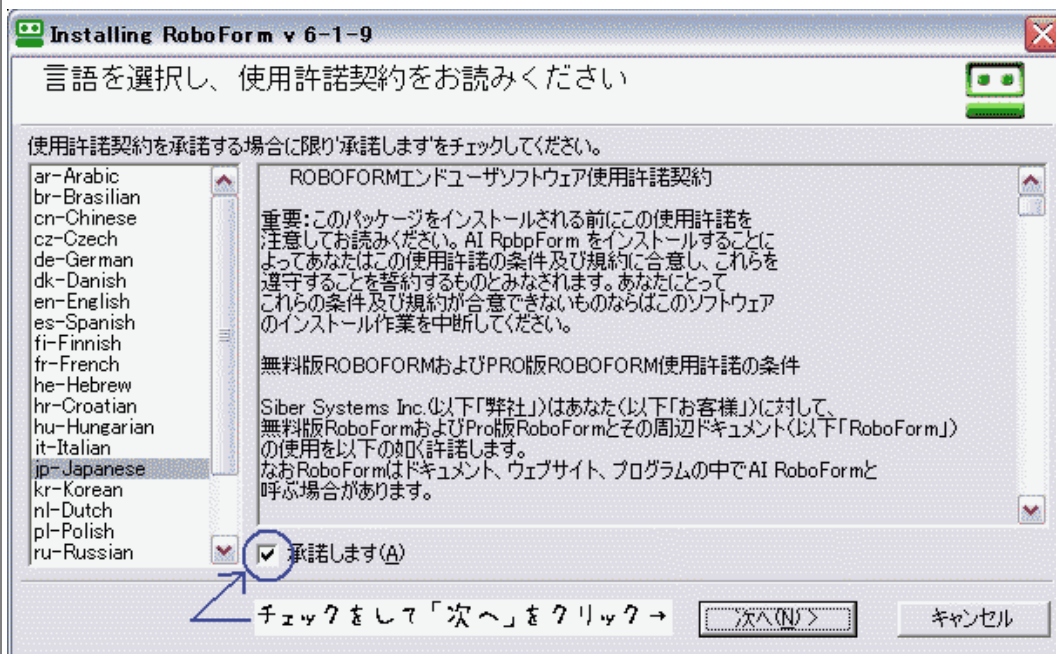 Installing RoboForm v 6-1-9
言語を選択し、使用許諾契約をお読みください
使用許諾契約を承諾する場合に限り'承諾します'をチェックしてください。
ar-Arabic
br-Brasilian
cn-Chinese
cz-Czech
de-German
dk-Danish
en-English
es-Spanish
fi-Finnish
fr-French
he-Hebrew
hr-Croatian
hu-Hungarian
it-Italian
jp-Japanese
kr-Korean
nl-Dutch
pl-Polish
ru-Russian
ROBOFORMエンドユーザソフトウェア使用許諾契約
重要:このパッケージをインストールされる前にこの使用許諾を
注意してお読みください。AI RpbpForm をインストールすることに
よってあなたはこの使用許諾の条件及び規約に合意し、これらを
遵守することを誓約するものとみなされます。あなたにとって
これらの条件及び規約が合意できないものならばこのソフトウェア
のインストール作業を中断してください。
無料版ROBOFORMおよびPRO版ROBOFORM使用許諾の条件
Siber Systems Inc.(以下「弊社」)はあなた(以下「お客様」)に対して、
無料版RoboFormおよびPro版RoboFormとその周辺ドキュメント(以下「RoboForm」)
の使用を以下の如く許諾します。
なおRoboFormはドキュメント、ウェブサイト、プログラムの中でAI RoboFormと
呼ぶ場合があります。
承諾します(A)
チェックをして「次へ」をクリック→
次へ(N) >
キャンセル